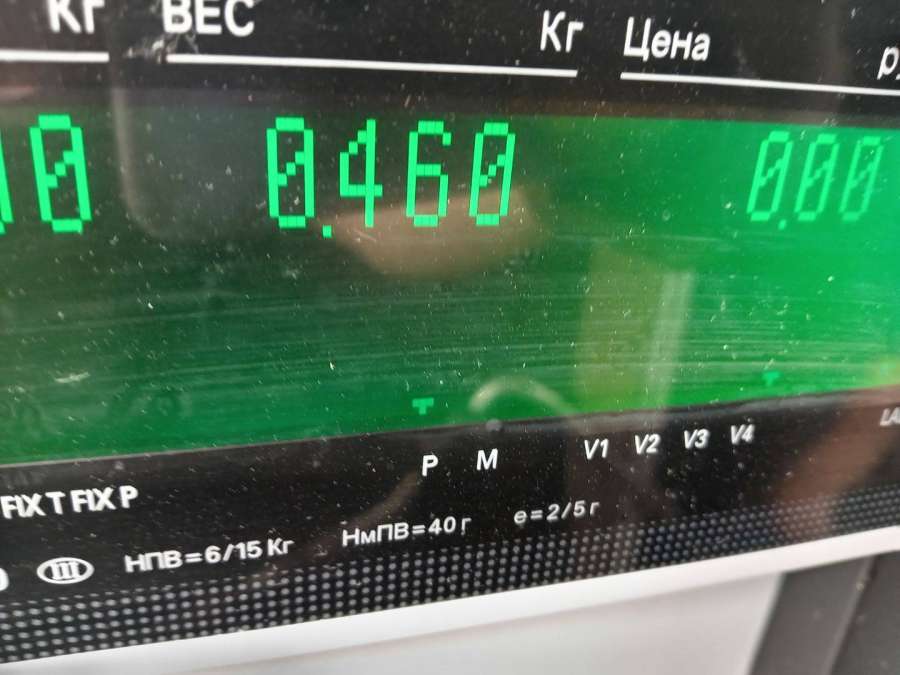 Кг ВЕС Кг Цена
0 0.460 0.00
P M V1 V2 V3 V4
FIX T FIX P
III НПВ=6/15 Кг НмПВ=40 г e=2/5 г